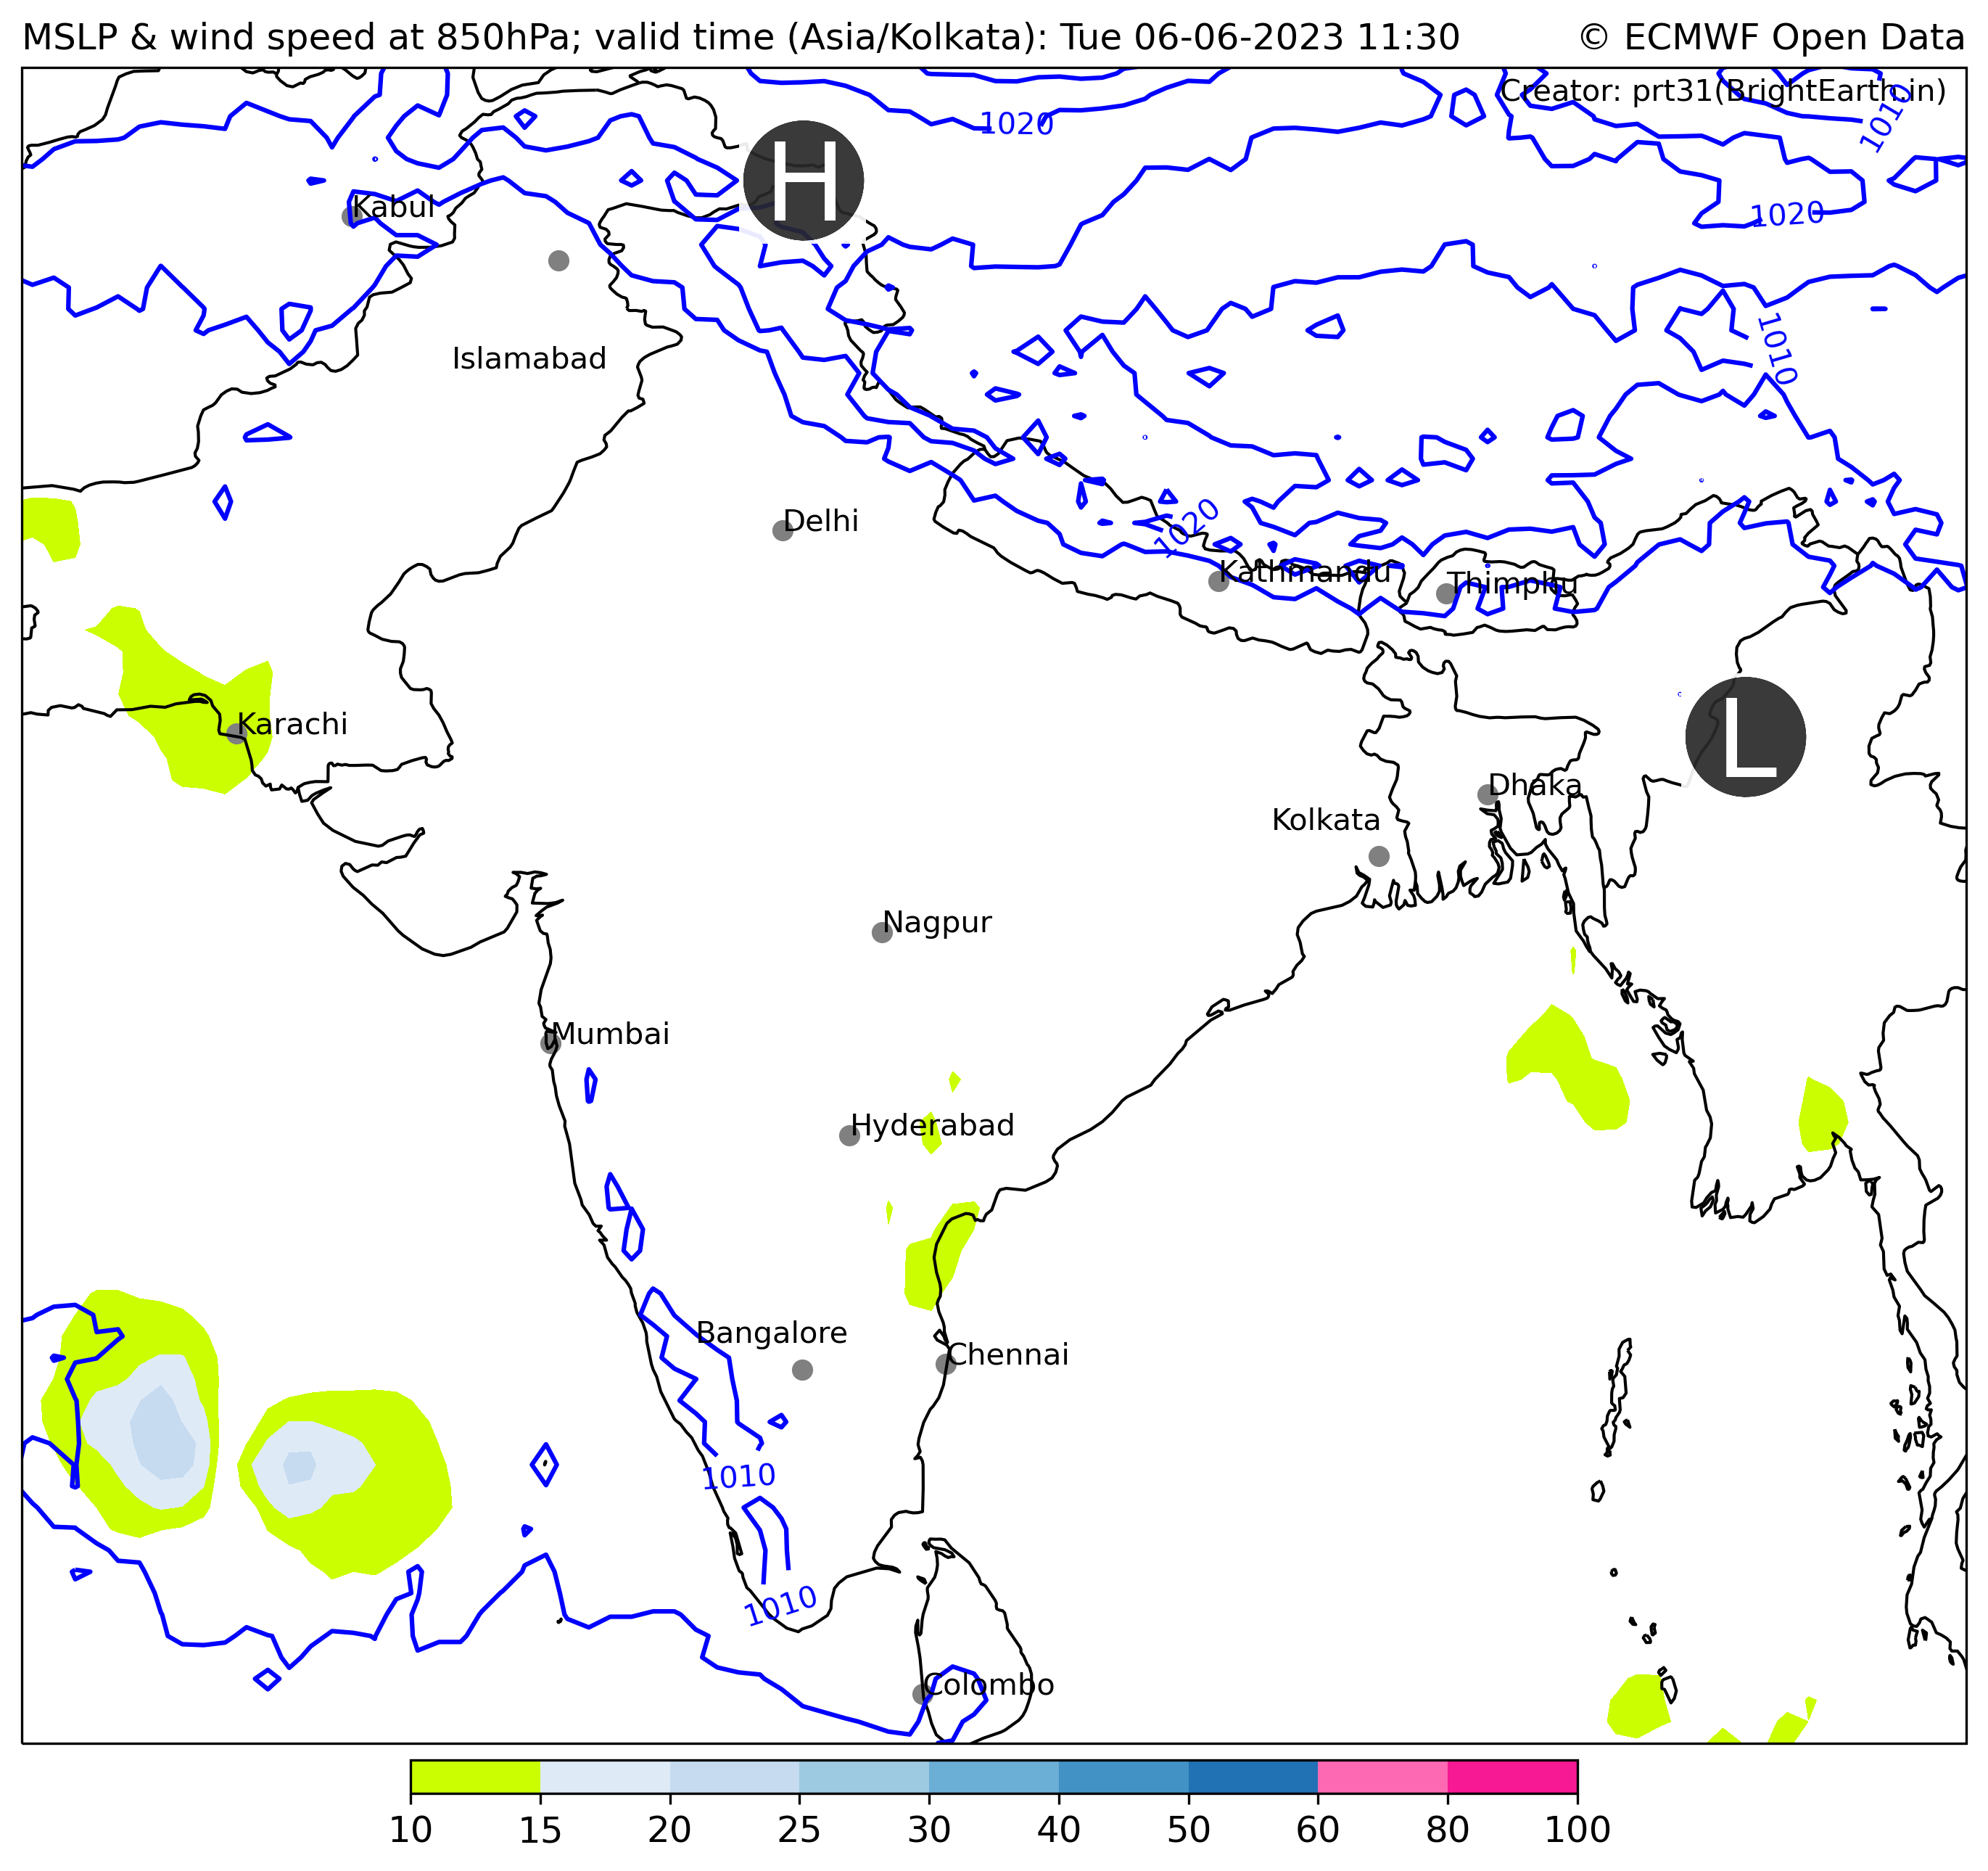 MSLP & wind speed at 850hPa; valid time (Asia/Kolkata): Tue 06-06-2023 11:30
© ECMWF Open Data
Creator: prt31(BrightEarth.in)
1020
1010
H
Kabul
1020
Islamabad
1010
Delhi
1020
Kathmandu
Thimphu
Karachi
L
Dhaka
Kolkata
Nagpur
Mumbai
Hyderabad
Bangalore
Chennai
1010
1010
Colombo
10 15 20 25 30 40 50 60 80 100